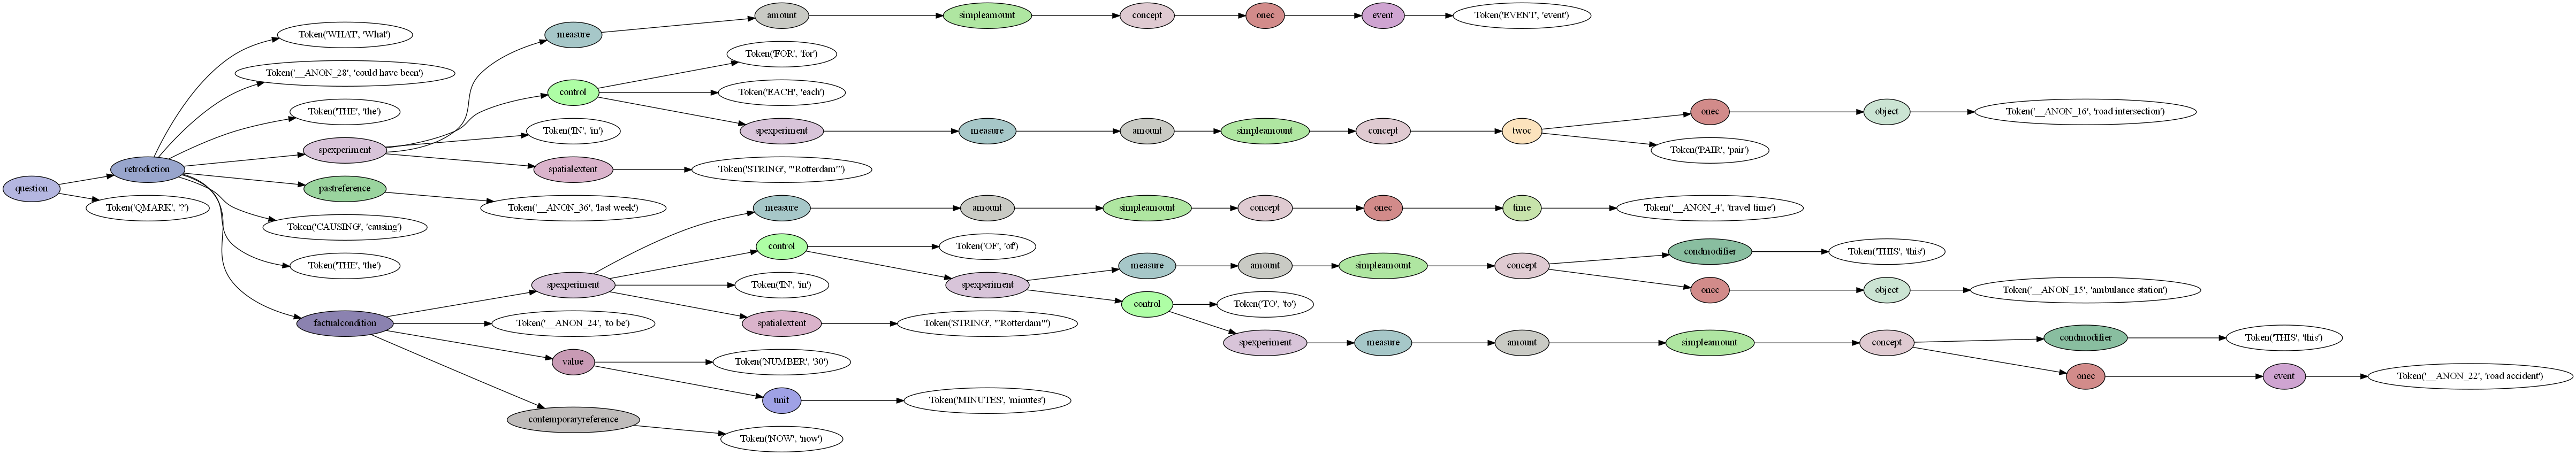 amount
simpleamount
concept
onec
event
Token('EVENT', 'event')
measure
Token('WHAT', 'What')
Token('FOR', 'for')
Token('__ANON_28', 'could have been')
control
Token('EACH', 'each')
Token('THE', 'the')
onec
object
Token('__ANON_16', 'road intersection')
Token('IN', 'in')
spexperiment
measure
amount
simpleamount
concept
twoc
spexperiment
Token('PAIR', 'pair')
retrodiction
spatialextent
Token('STRING', "'Rotterdam'")
question
pastreference
Token('QMARK', '?')
Token('__ANON_36', 'last week')
measure
amount
simpleamount
concept
onec
time
Token('__ANON_4', 'travel time')
Token('CAUSING', 'causing')
control
Token('OF', 'of')
condmodifier
Token('THIS', 'this')
Token('THE', 'the')
measure
amount
simpleamount
concept
spexperiment
Token('IN', 'in')
spexperiment
onec
object
Token('__ANON_15', 'ambulance station')
control
Token('TO', 'to')
factualcondition
Token('__ANON_24', 'to be')
spatialextent
Token('STRING', "'Rotterdam'")
condmodifier
Token('THIS', 'this')
spexperiment
measure
amount
simpleamount
concept
value
Token('NUMBER', '30')
onec
event
Token('__ANON_22', 'road accident')
unit
Token('MINUTES', 'minutes')
contemporaryreference
Token('NOW', 'now')